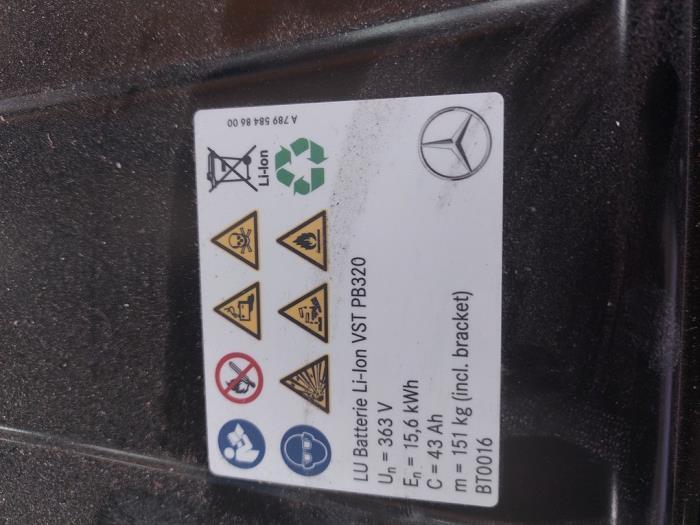 A 789 584 86 00
Li-Ion
LU Batterie Li-Ion VST PB320
Un = 363 V
En = 15,6 kWh
C = 43 Ah
m = 151 kg (incl. bracket)
BT0016